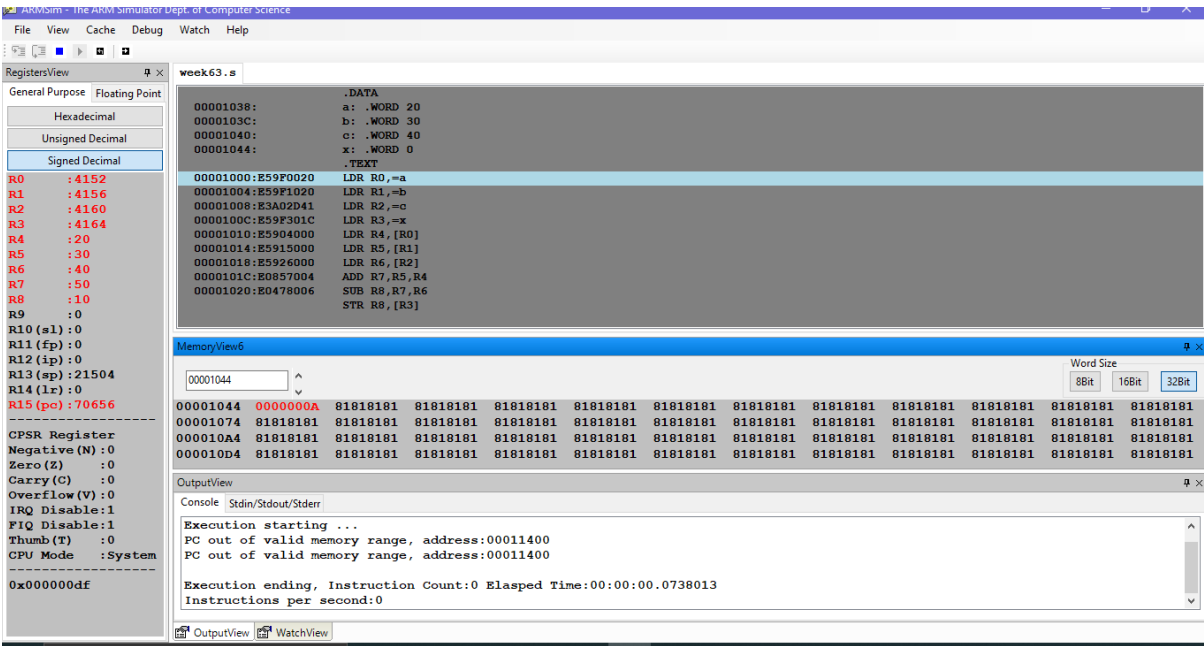 ARMSim - The ARM Simulator Dept. of Computer Science
File View Cache Debug Watch Help
RegistersView
General Purpose Floating Point
Hexadecimal
Unsigned Decimal
Signed Decimal
R0 :4152
R1 :4156
R2 :4160
R3 :4164
R4 :20
R5 :30
R6 :40
R7 :50
R8 :10
R9 :0
R10(sl):0
R11(fp):0
R12(ip):0
R13(sp):21504
R14(lr):0
R15(pc):70656
------------------
CPSR Register
Negative(N):0
Zero(Z) :0
Carry(C) :0
Overflow(V):0
IRQ Disable:1
FIQ Disable:1
Thumb(T) :0
CPU Mode :System
------------------
0x000000df
week63.s
.DATA
00001038: a: .WORD 20
0000103C: b: .WORD 30
00001040: c: .WORD 40
00001044: x: .WORD 0
.TEXT
00001000:E59F0020 LDR R0,=a
00001004:E59F1020 LDR R1,=b
00001008:E3A02D41 LDR R2,=c
0000100C:E59F301C LDR R3,=x
00001010:E5904000 LDR R4,[R0]
00001014:E5915000 LDR R5,[R1]
00001018:E5926000 LDR R6,[R2]
0000101C:E0857004 ADD R7,R5,R4
00001020:E0478006 SUB R8,R7,R6
STR R8,[R3]
MemoryView6
00001044
Word Size
8Bit 16Bit 32Bit
00001044 0000000A 81818181 81818181 81818181 81818181 81818181 81818181 81818181 81818181 81818181 81818181 81818181
00001074 81818181 81818181 81818181 81818181 81818181 81818181 81818181 81818181 81818181 81818181 81818181 81818181
000010A4 81818181 81818181 81818181 81818181 81818181 81818181 81818181 81818181 81818181 81818181 81818181 81818181
000010D4 81818181 81818181 81818181 81818181 81818181 81818181 81818181 81818181 81818181 81818181 81818181 81818181
OutputView
Console Stdin/Stdout/Stderr
Execution starting ...
PC out of valid memory range, address:00011400
PC out of valid memory range, address:00011400
Execution ending, Instruction Count:0 Elasped Time:00:00:00.0738013
Instructions per second:0
OutputView WatchView